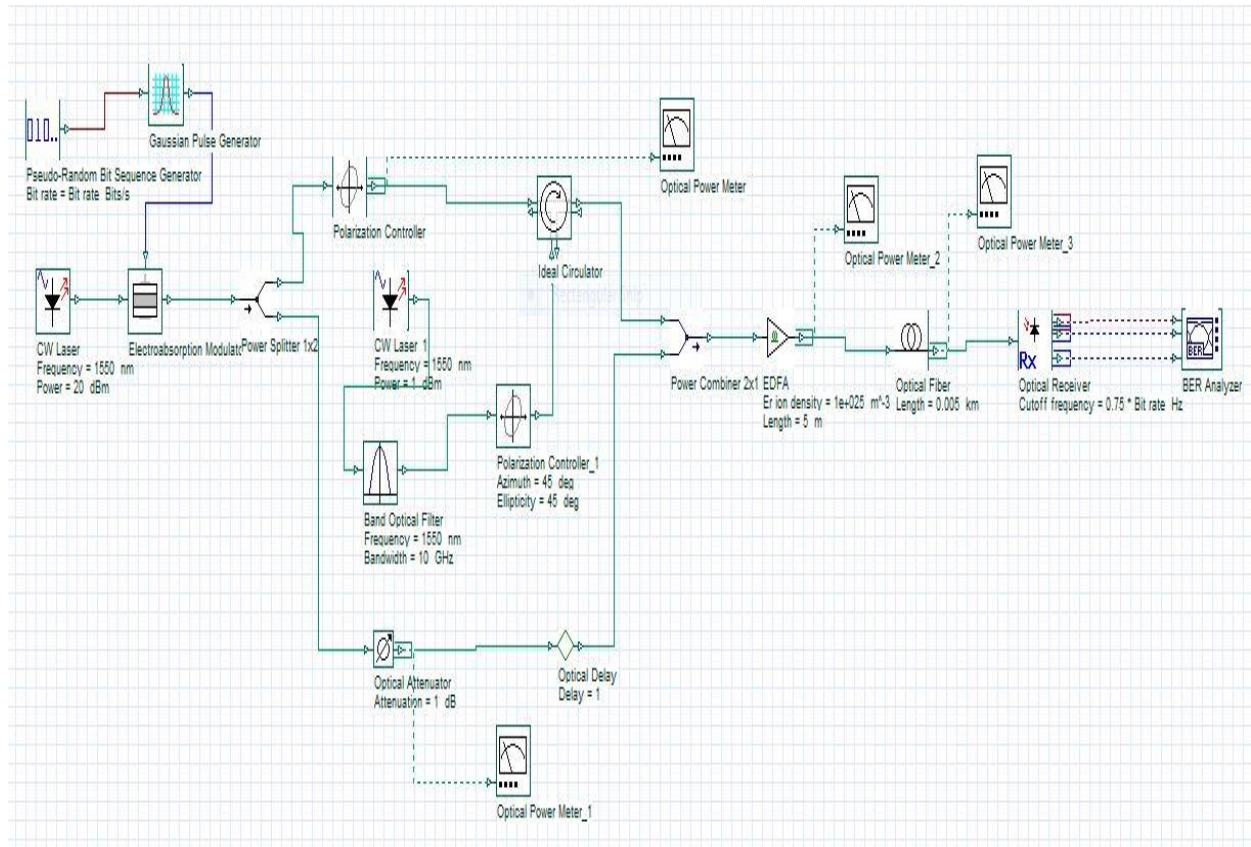 010..
Gaussian Pulse Generator
Pseudo-Random Bit Sequence Generator
Bit rate = Bit rate Bits/s
Optical Power Meter
Polarization Controller
Optical Power Meter_3
Optical Power Meter_2
Ideal Circulator
CW Laser
Frequency = 1550 nm
Power = 20 dBm
Electroabsorption Modulato
Power Splitter 1x2
CW Laser 1
Frequency = 1550 nm
Power = 1 dBm
Power Combiner 2x1
EDFA
Er ion density = 1e+025 m^-3
Length = 5 m
Optical Fiber
Length = 0.005 km
Rx
Optical Receiver
Cutoff frequency = 0.75 * Bit rate Hz
BER
BER Analyzer
Polarization Controller_1
Azimuth = 45 deg
Ellipticity = 45 deg
Band Optical Filter
Frequency = 1550 nm
Bandwidth = 10 GHz
Optical Attenuator
Attenuation = 1 dB
Optical Delay
Delay = 1
Optical Power Meter_1